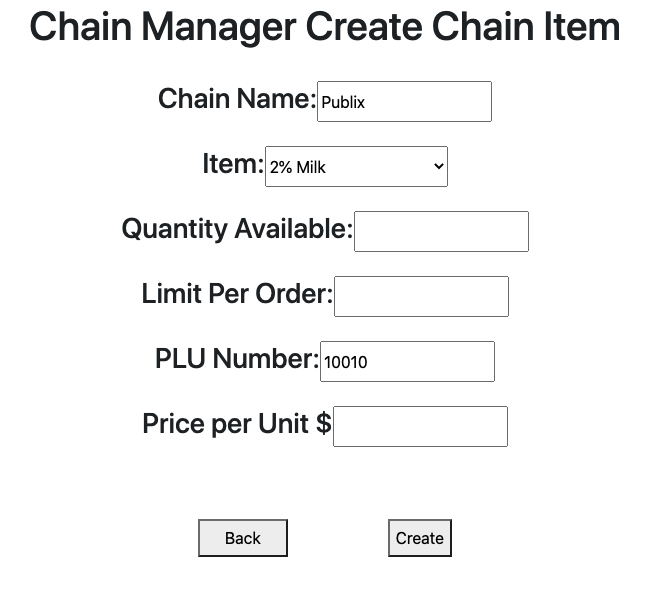 Chain Manager Create Chain Item
Chain Name: Publix
Item: 2% Milk
Quantity Available:
Limit Per Order:
PLU Number: 10010
Price per Unit $
Back Create